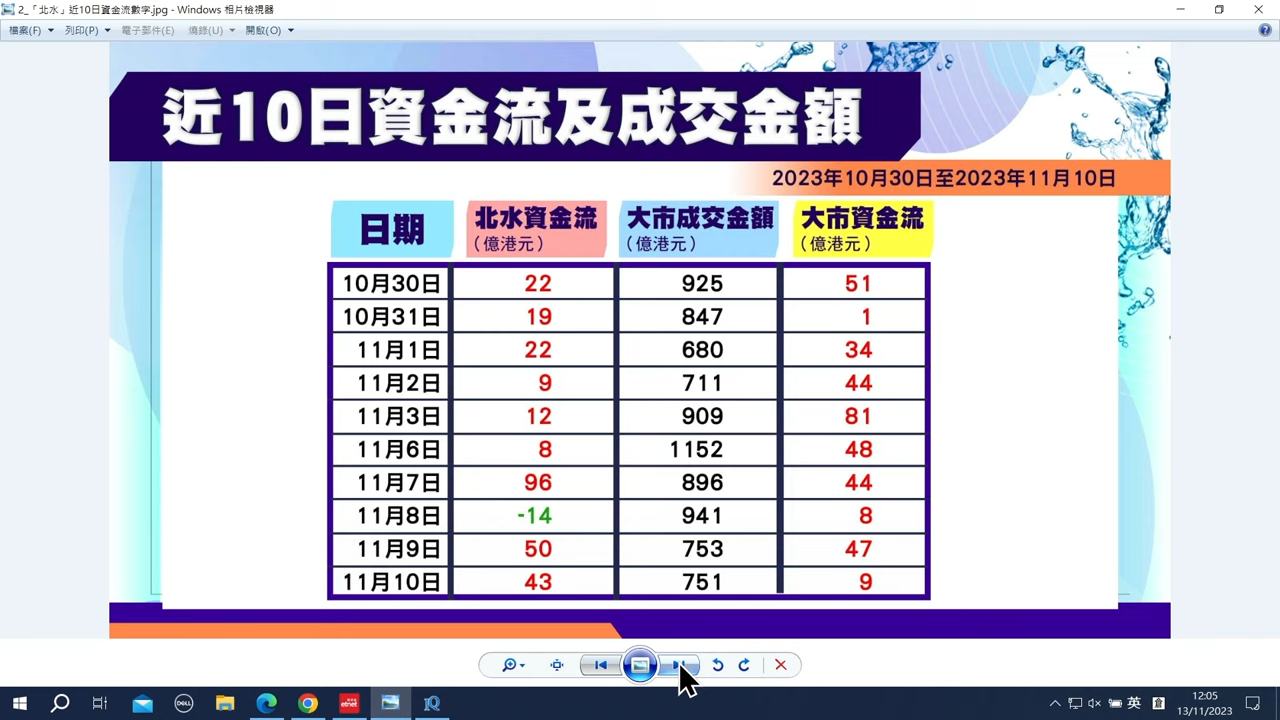 2_「北水」近10日資金流數字.jpg - Windows 相片檢視器
檔案(F) 列印(P) 電子郵件(E) 燒錄(U) 開啟(O)
近10日資金流及成交金額
2023年10月30日至2023年11月10日
日期 北水資金流 大市成交金額 大市資金流
(億港元) (億港元) (億港元)
10月30日 22 925 51
10月31日 19 847 1
11月1日 22 680 34
11月2日 9 711 44
11月3日 12 909 81
11月6日 8 1152 48
11月7日 96 896 44
11月8日 -14 941 8
11月9日 50 753 47
11月10日 43 751 9
DELL etnet IQ 英 倉 12:05
13/11/2023